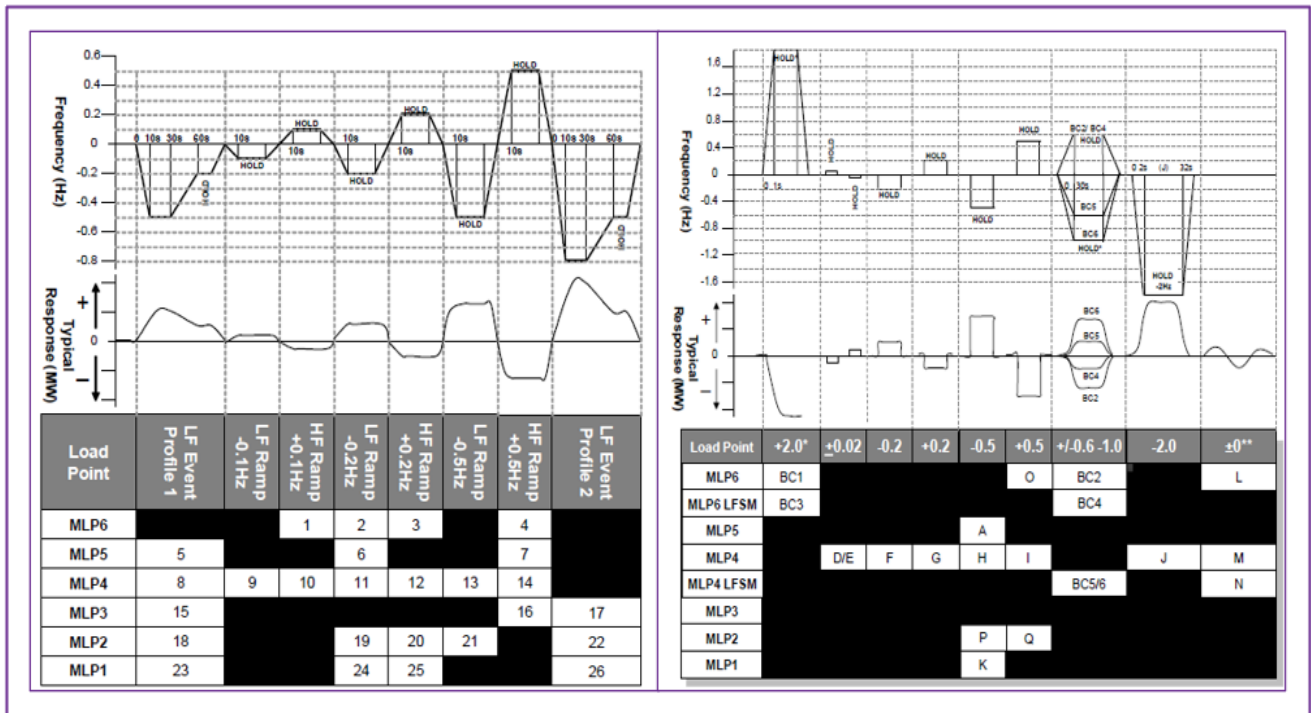 0.6
0.4
0.2
0
-0.2
-0.4
-0.6
-0.8
Frequency (Hz)
0 10s 30s 60s
HOLD
10s
HOLD
HOLD
10s
10s
HOLD
HOLD
10s
10s
HOLD
HOLD
10s
0 10s 30s 60s
HOLD
+
0
−
Typical
Response (MW)
Load Point
LF Event Profile 1
LF Ramp -0.1Hz
HF Ramp +0.1Hz
LF Ramp -0.2Hz
HF Ramp +0.2Hz
LF Ramp -0.5Hz
HF Ramp +0.5Hz
LF Event Profile 2
MLP6 1 2 3 4
MLP5 5 6 7
MLP4 8 9 10 11 12 13 14
MLP3 15 16 17
MLP2 18 19 20 21 22
MLP1 23 24 25 26
1.6
1.2
0.8
0.4
0
-0.4
-0.8
-1.2
-1.6
Frequency (Hz)
HOLD*
0 1s
HOLD
HOLD
HOLD
HOLD
HOLD
HOLD
BC2/ BC4
HOLD
0 30s
BC5
BC6
HOLD*
0 2s (J) 32s
HOLD
-2Hz
+
0
−
Typical
Response (MW)
BC6
BC5
BC4
BC2
Load Point +2.0* ±0.02 -0.2 +0.2 -0.5 +0.5 +/-0.6 -1.0 -2.0 ±0**
MLP6 BC1 O BC2 L
MLP6 LFSM BC3 BC4
MLP5 A
MLP4 D/E F G H I J M
MLP4 LFSM BC5/6 N
MLP3
MLP2 P Q
MLP1 K